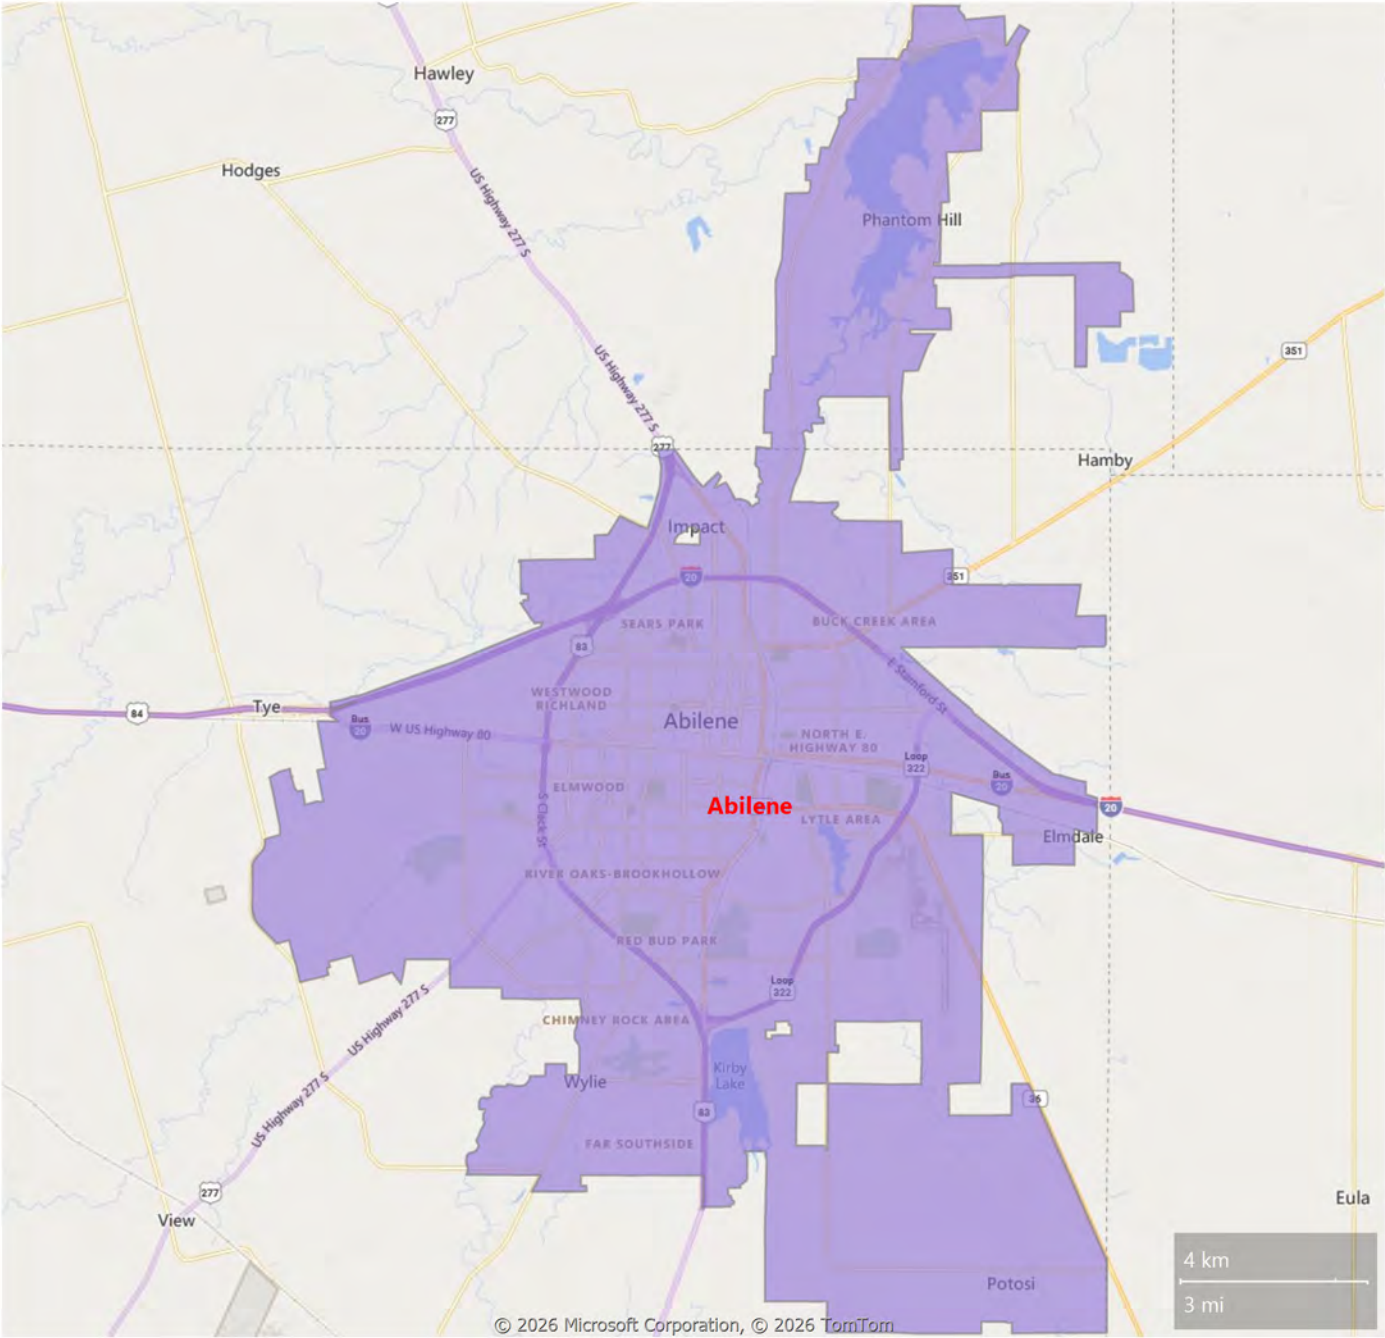 Hawley
277
Hodges
US Highway 277 S
Phantom Hill
US Highway 277 S
351
277
Hamby
Impact
20
351
SEARS PARK
BUCK CREEK AREA
83
E Stamford St
WESTWOOD
RICHLAND
Tye
84
Bus
20
W US Highway 80
Abilene
NORTH E.
HIGHWAY 80
Loop
322
Bus
20
ELMWOOD
S Clack St
Abilene
LYTLE AREA
20
Elmdale
RIVER OAKS-BROOKHOLLOW
RED BUD PARK
Loop
322
US Highway 277 S
CHIMNEY ROCK AREA
Kirby
Lake
Wylie
US Highway 277 S
83
36
FAR SOUTHSIDE
277
View
Eula
Potosi
4 km
3 mi
© 2026 Microsoft Corporation, © 2026 TomTom